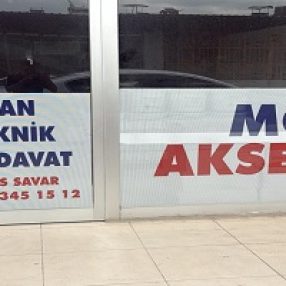 AN
KNİK
DAVAT
S SAVAR
345 15 12
M
AKSE